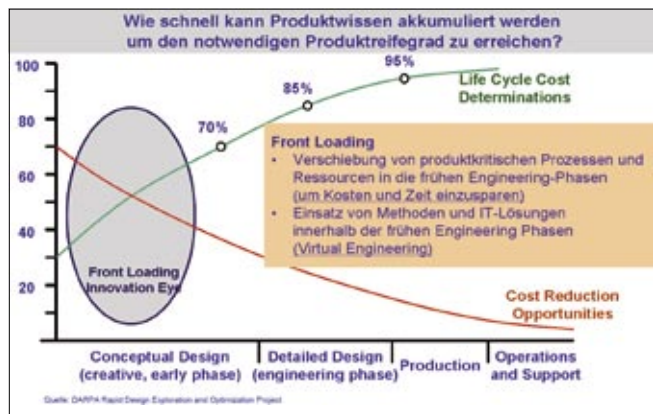 Wie schnell kann Produktwissen akkumuliert werden
um den notwendigen Produktreifegrad zu erreichen?
100
80
60
40
20
70%
85%
95%
Life Cycle Cost
Determinations
Front Loading
• Verschiebung von produktkritischen Prozessen und
Ressourcen in die frühen Engineering-Phasen
(um Kosten und Zeit einzusparen)
• Einsatz von Methoden und IT-Lösungen
innerhalb der frühen Engineering Phasen
(Virtual Engineering)
Front Loading
Innovation Eye
Cost Reduction
Opportunities
Conceptual Design
(creative, early phase)
Detailed Design
(engineering phase)
Production
Operations
and Support
Quelle: DARPA Rapid Design Exploration and Optimization Project